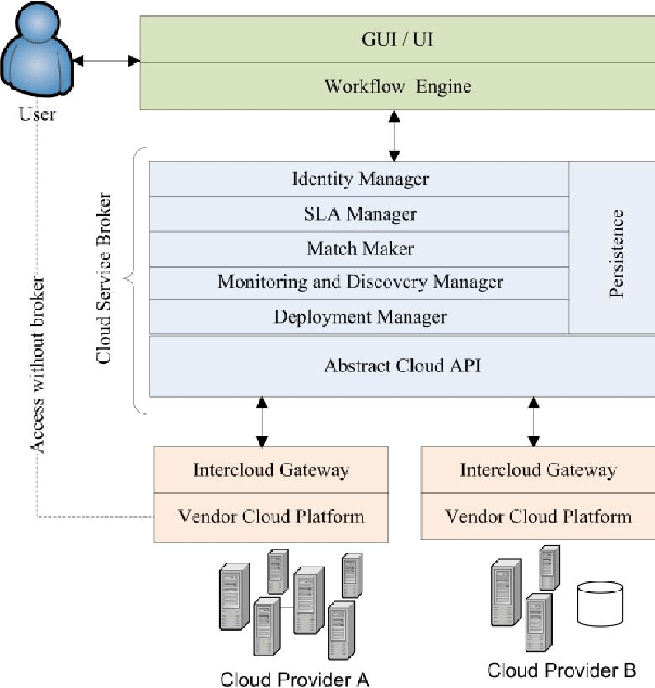 GUI / UI
Workflow Engine
User
Identity Manager
SLA Manager
Match Maker
Monitoring and Discovery Manager
Deployment Manager
Persistence
Abstract Cloud API
Cloud Service Broker
Access without broker
Intercloud Gateway
Vendor Cloud Platform
Intercloud Gateway
Vendor Cloud Platform
Cloud Provider A
Cloud Provider B